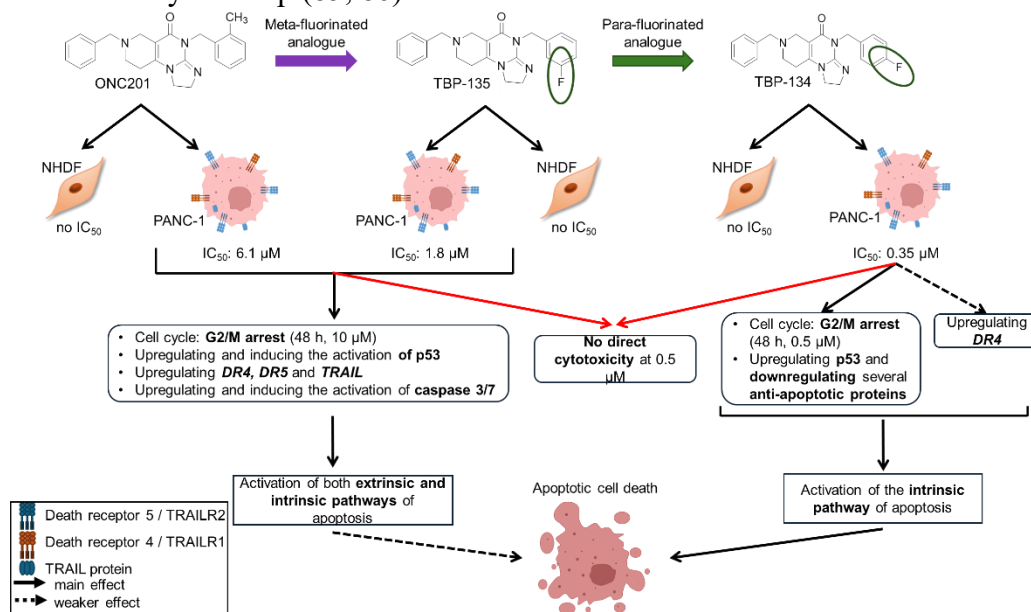 CH3
O
N
N
N
N
ONC201
Meta-fluorinated
analogue
O
N
N
N
N
F
TBP-135
Para-fluorinated
analogue
O
N
N
N
N
F
TBP-134
NHDF
no IC50
PANC-1
IC50: 6.1 µM
PANC-1
IC50: 1.8 µM
NHDF
no IC50
NHDF
no IC50
PANC-1
IC50: 0.35 µM
• Cell cycle: G2/M arrest (48 h, 10 µM)
• Upregulating and inducing the activation of p53
• Upregulating DR4, DR5 and TRAIL
• Upregulating and inducing the activation of caspase 3/7
No direct
cytotoxicity at 0.5
µM
• Cell cycle: G2/M arrest
(48 h, 0.5 µM)
• Upregulating p53 and
downregulating several
anti-apoptotic proteins
Upregulating
DR4
Activation of both extrinsic and
intrinsic pathways of
apoptosis
Apoptotic cell death
Activation of the intrinsic
pathway of apoptosis
Death receptor 5 / TRAILR2
Death receptor 4 / TRAILR1
TRAIL protein
main effect
weaker effect